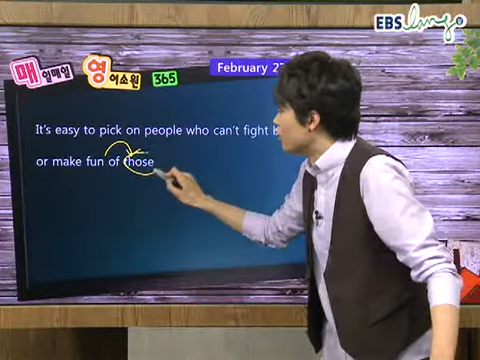 EBS lang e
매일매일 영어소원 365
February 2
It's easy to pick on people who can't fight
or make fun of those